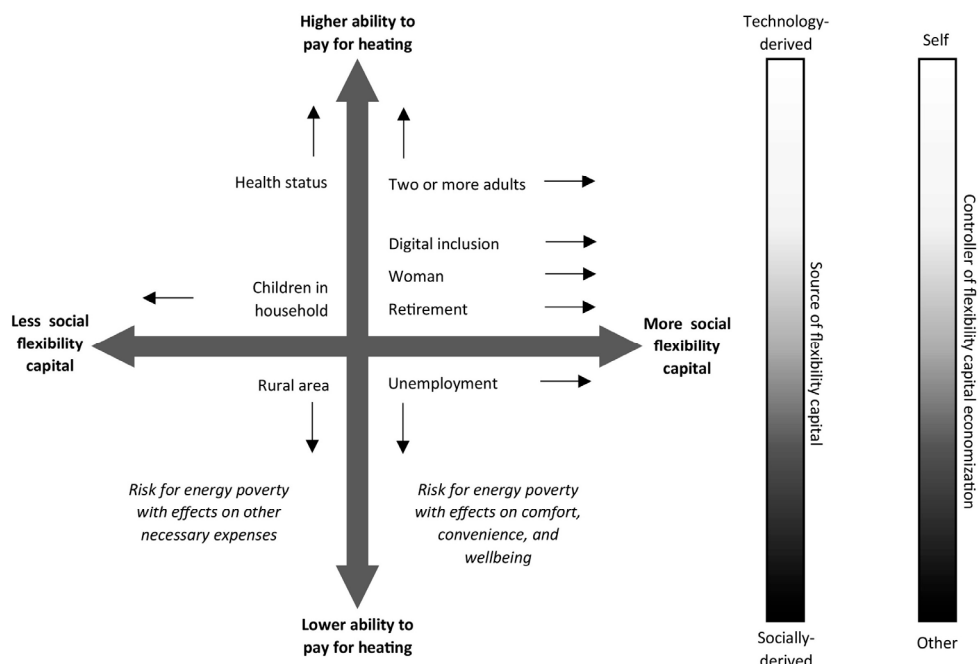 Higher ability to
pay for heating
Technology-
derived
Self
Health status
Two or more adults
Digital inclusion
Woman
Children in
household
Retirement
Less social
flexibility
capital
More social
flexibility
capital
Rural area
Unemployment
Risk for energy poverty
with effects on other
necessary expenses
Risk for energy poverty
with effects on comfort,
convenience, and
wellbeing
Lower ability to
pay for heating
Source of flexibility capital
Controller of flexibility capital economization
Socially-
derived
Other